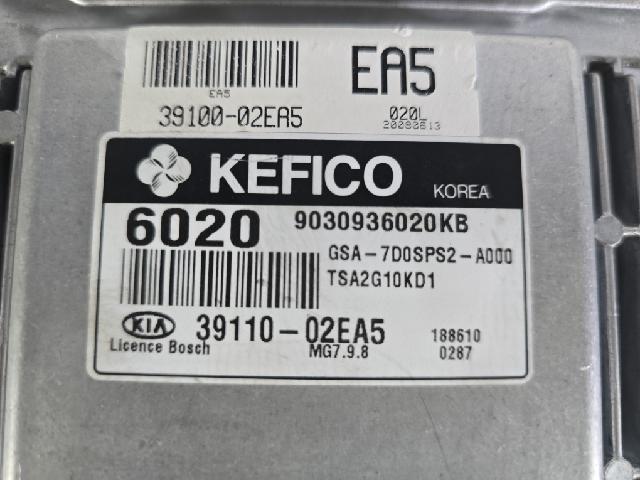 EA5
EA5
39100-02EA5
020L
20090613
KEFICO
KOREA
6020
9030936020KB
GSA-7D0SPS2-A000
TSA2G10KD1
KIA
39110-02EA5
188610
Licence Bosch
MG7.9.8
0287